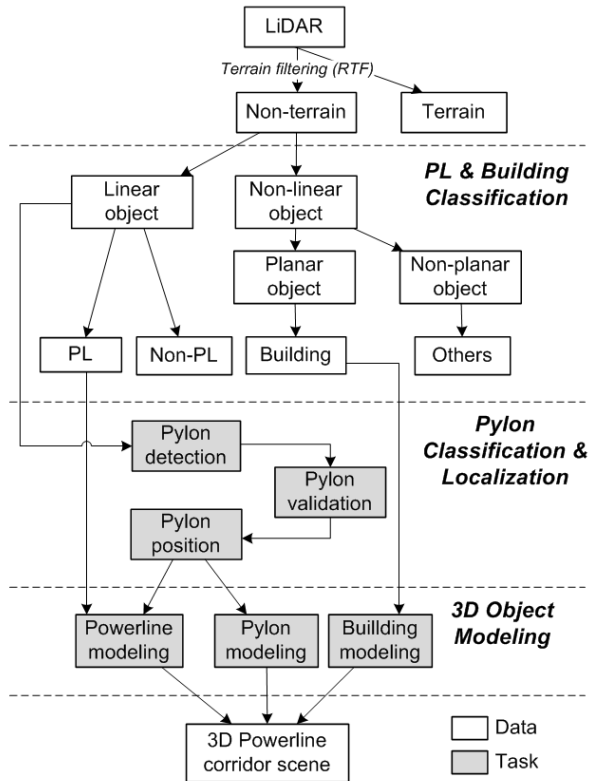 LiDAR
Terrain filtering (RTF)
Non-terrain
Terrain
PL & Building
Classification
Linear
object
Non-linear
object
Planar
object
Non-planar
object
PL
Non-PL
Building
Others
Pylon
Classification &
Localization
Pylon
detection
Pylon
validation
Pylon
position
3D Object
Modeling
Powerline
modeling
Pylon
modeling
Buillding
modeling
3D Powerline
corridor scene
Data
Task